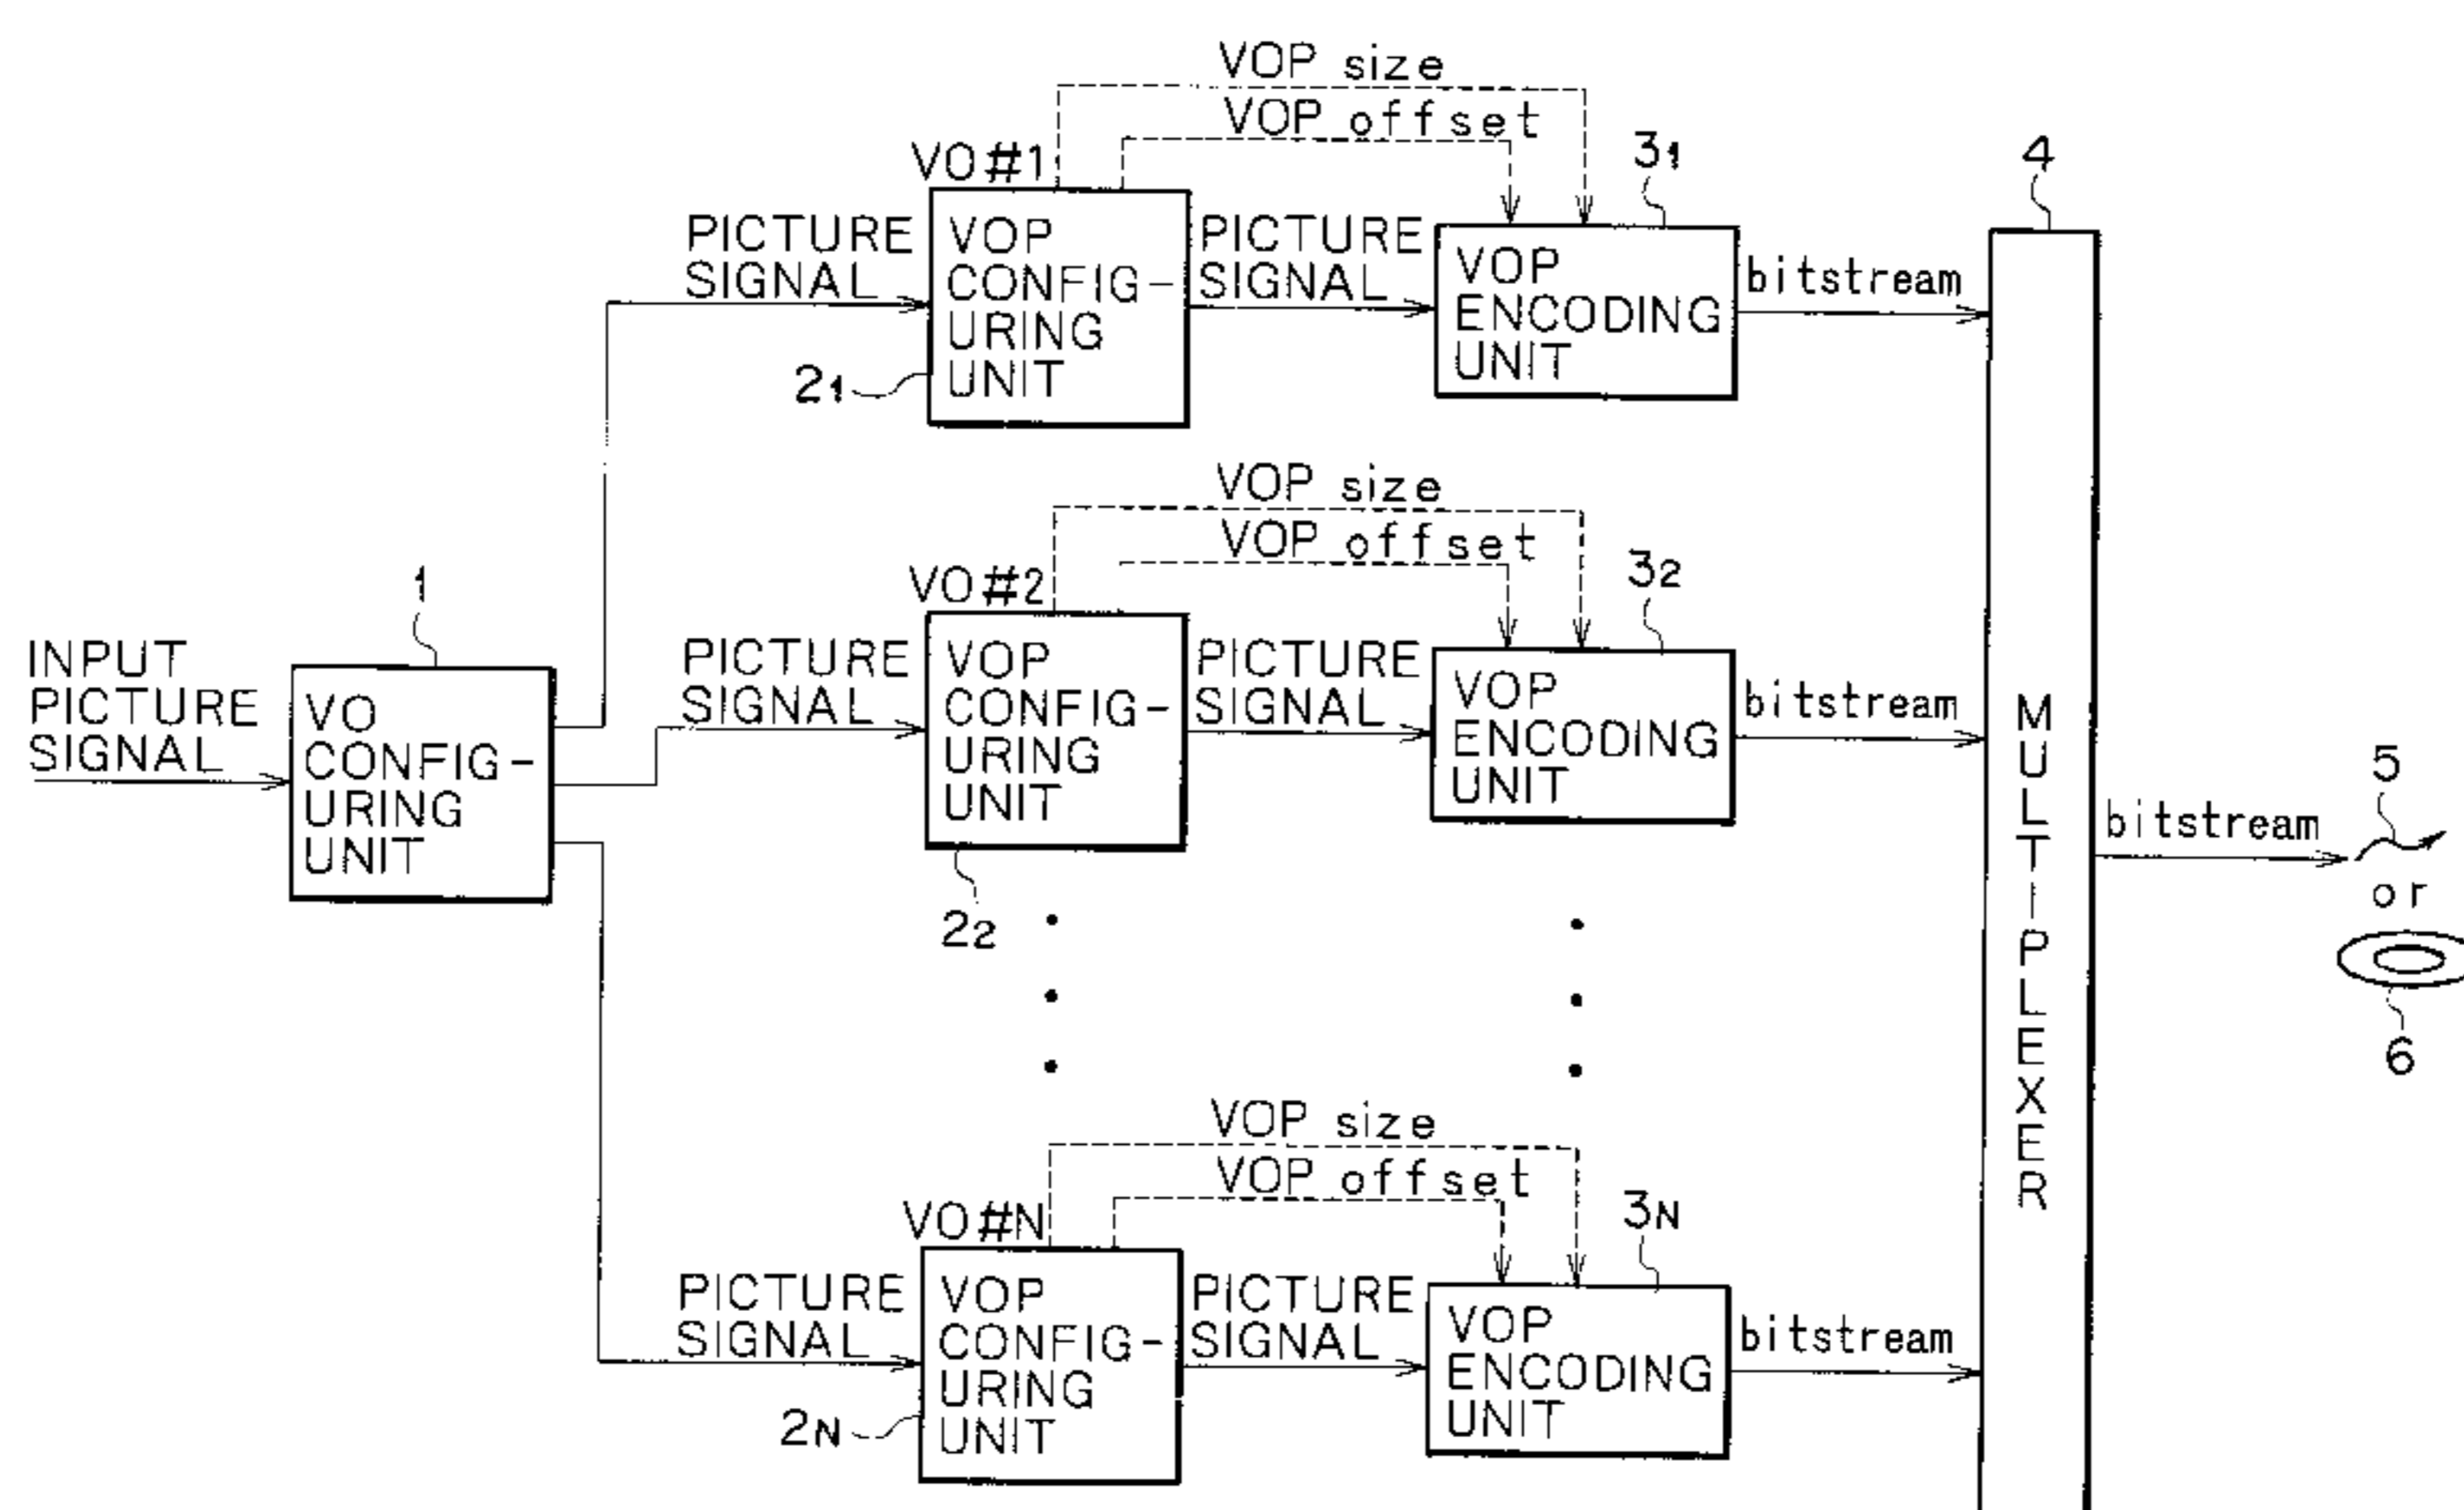 VOP size
VOP offset
VO#1
31
4
PICTURE
SIGNAL
VOP
CONFIG-
URING
UNIT
21
PICTURE
SIGNAL
VOP
ENCODING
UNIT
bitstream
VOP size
VOP offset
VO#2
32
1
INPUT
PICTURE
SIGNAL
VO
CONFIG-
URING
UNIT
PICTURE
SIGNAL
VOP
CONFIG-
URING
UNIT
22
PICTURE
SIGNAL
VOP
ENCODING
UNIT
bitstream
MULTIPLEXER
bitstream
5
or
6
VOP size
VOP offset
VO#N
3N
PICTURE
SIGNAL
VOP
CONFIG-
URING
UNIT
2N
PICTURE
SIGNAL
VOP
ENCODING
UNIT
bitstream